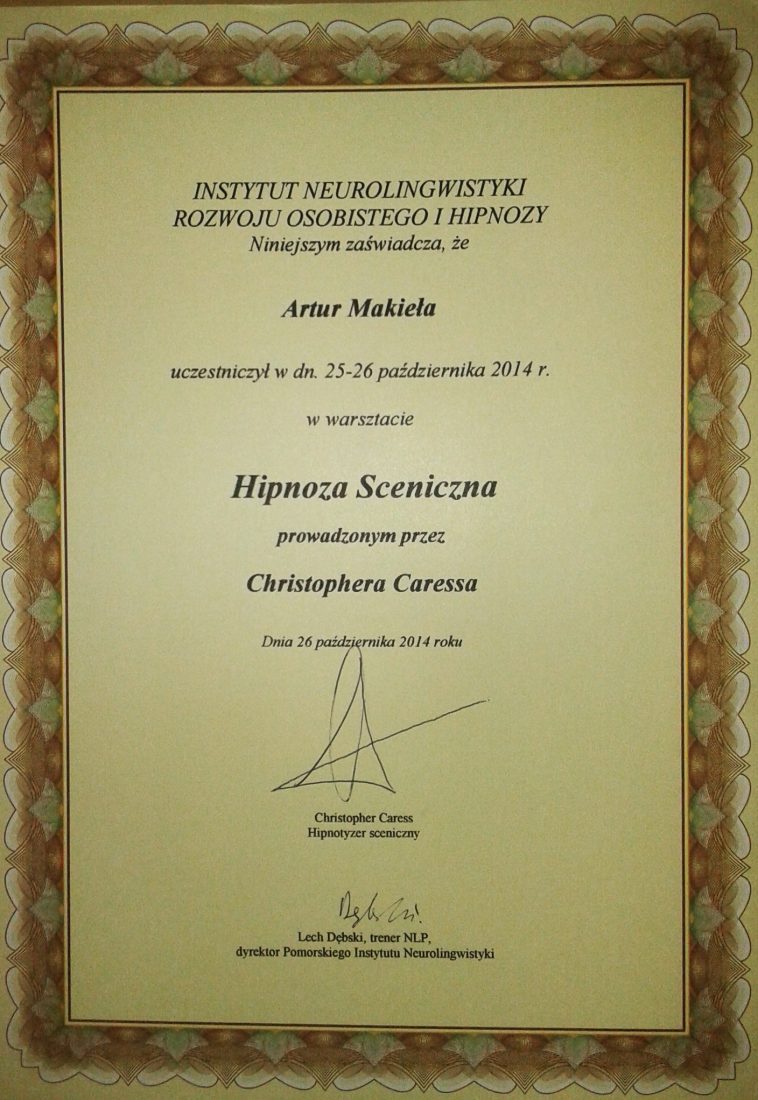 INSTYTUT NEUROLINGWISTYKI
ROZWOJU OSOBISTEGO I HIPNOZY
Niniejszym zaświadcza, że
Artur Makieła
uczestniczył w dn. 25-26 października 2014 r.
w warsztacie
Hipnoza Sceniczna
prowadzonym przez
Christophera Caressa
Dnia 26 października 2014 roku
Christopher Caress
Hipnotyzer sceniczny
Lech Dębski, trener NLP,
dyrektor Pomorskiego Instytutu Neurolingwistyki